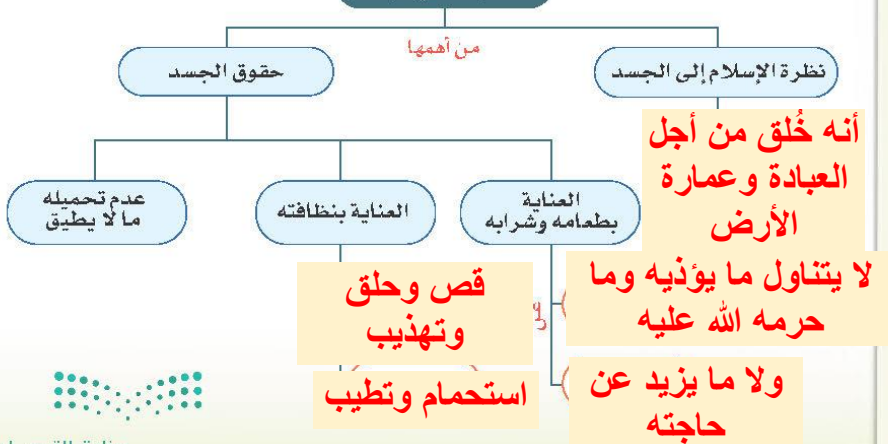 من أهمها
نظرة الإسلام إلى الجسد
حقوق الجسد
أنه خُلق من أجل
العبادة وعمارة
الأرض
العناية
بطعامه وشرابه
العناية بنظافته
عدم تحميله
ما لا يطيق
لا يتناول ما يؤذيه وما
حرمه الله عليه
ولا ما يزيد عن
حاجته
قص وحلق
وتهذيب
استحمام وتطيب